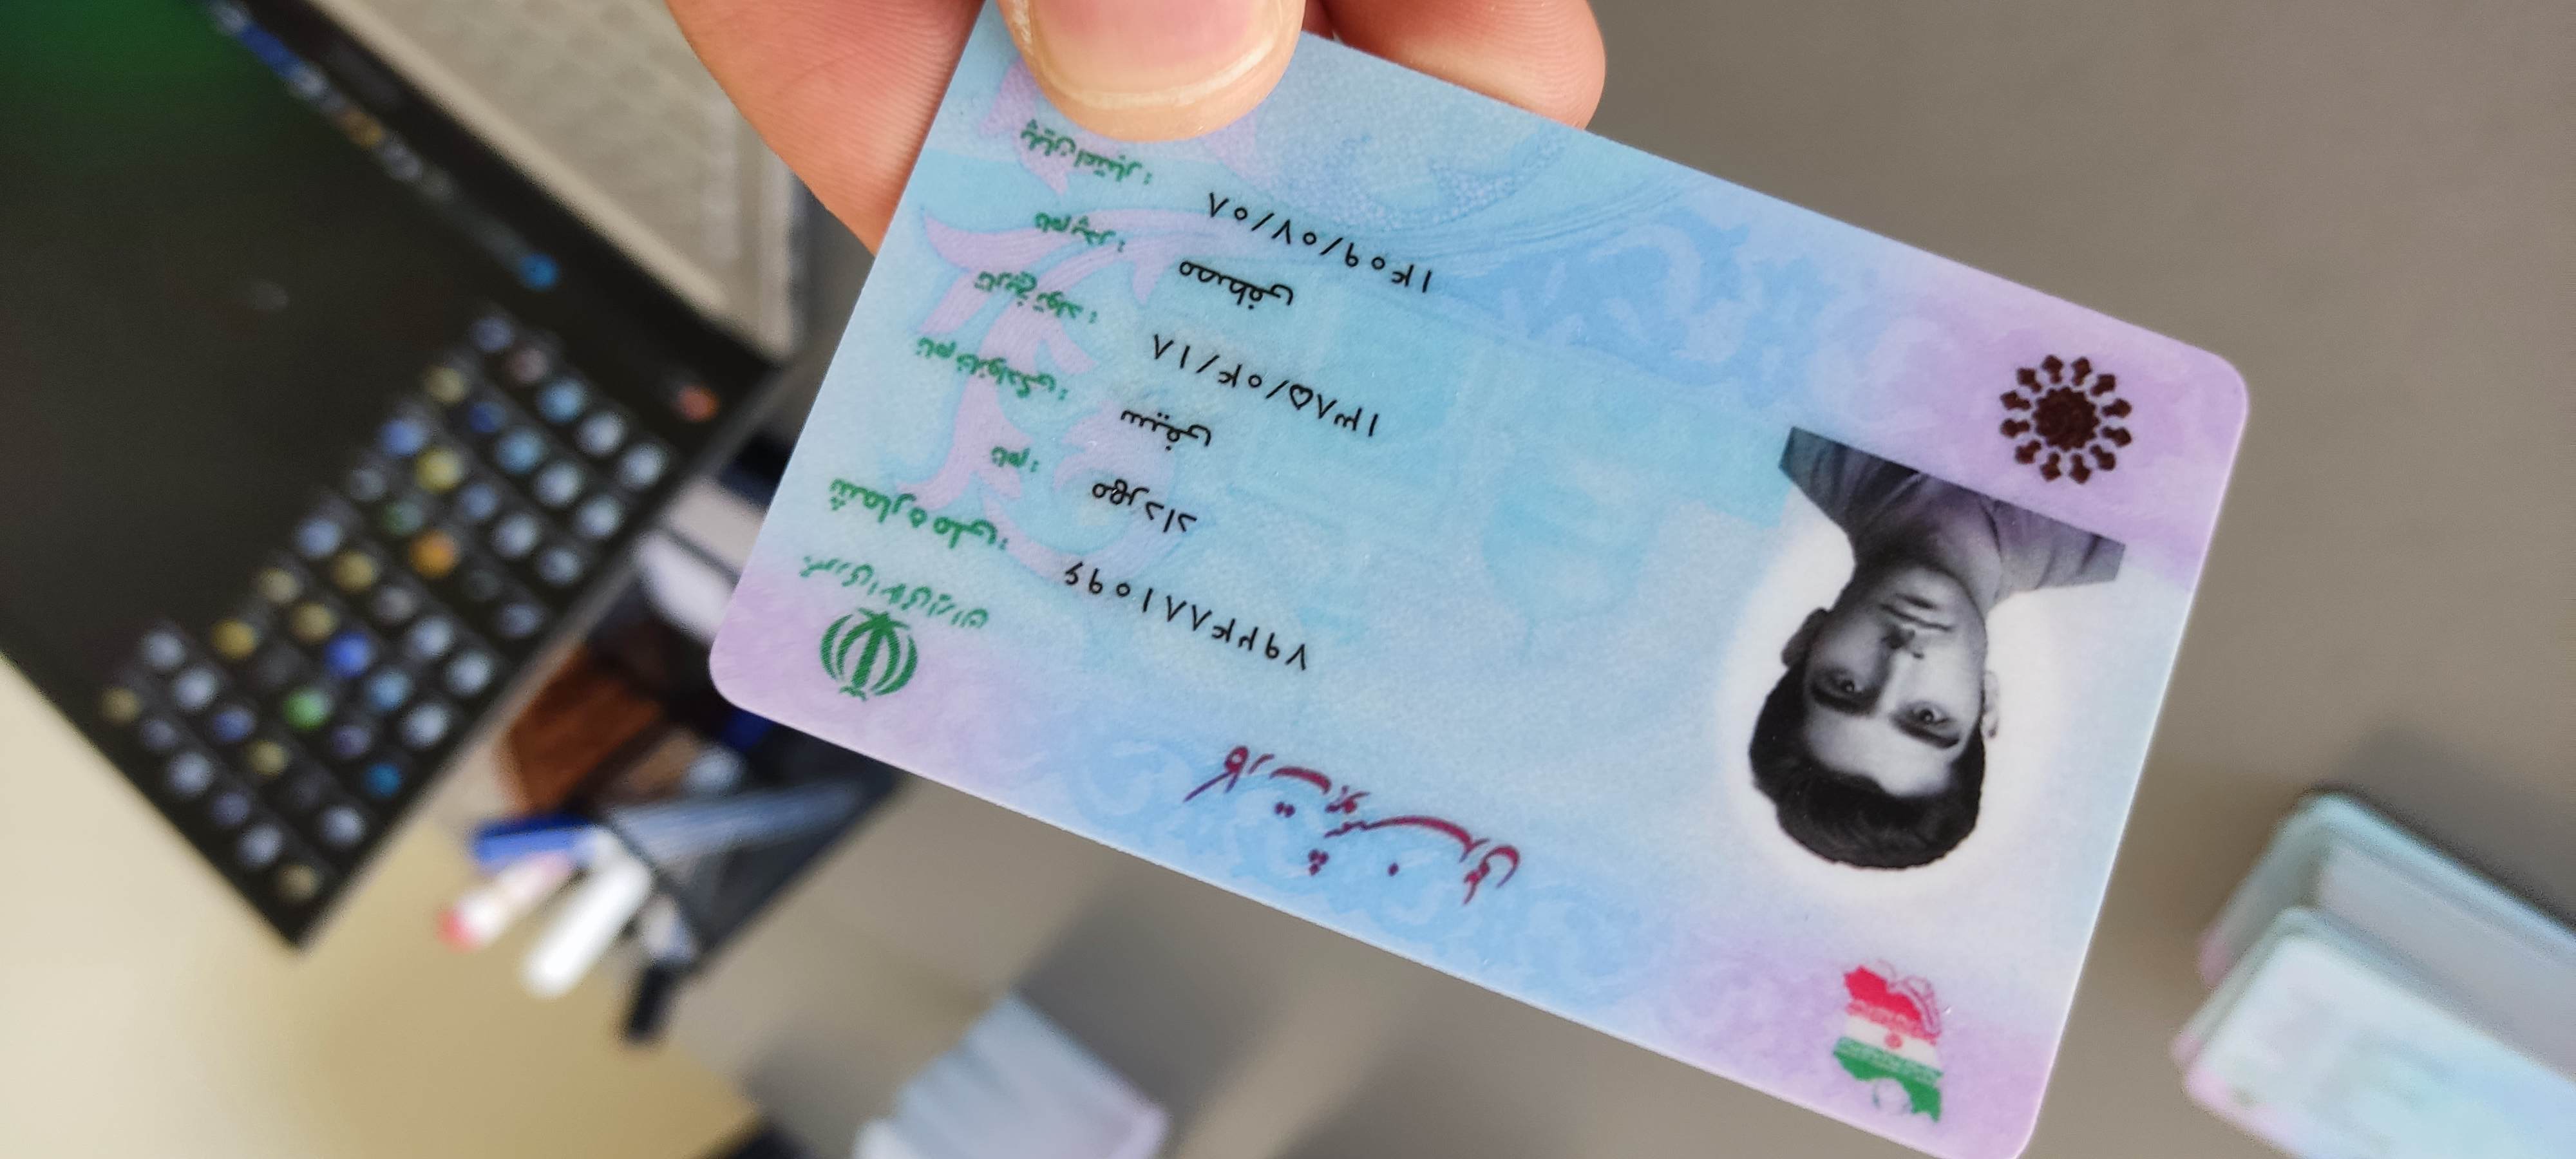 جمهوری اسلامی ایران
کارت هوشمند ملی
شماره ملی: ۷۹۲۴۸۸۱۰۹۶
نام: مهرداد
نام خانوادگی: سیفی
تاریخ تولد: ۱۳۸۵/۰۴/۱۸
نام پدر: مصطفی
پایان اعتبار: ۱۴۰۹/۰۷/۰۸